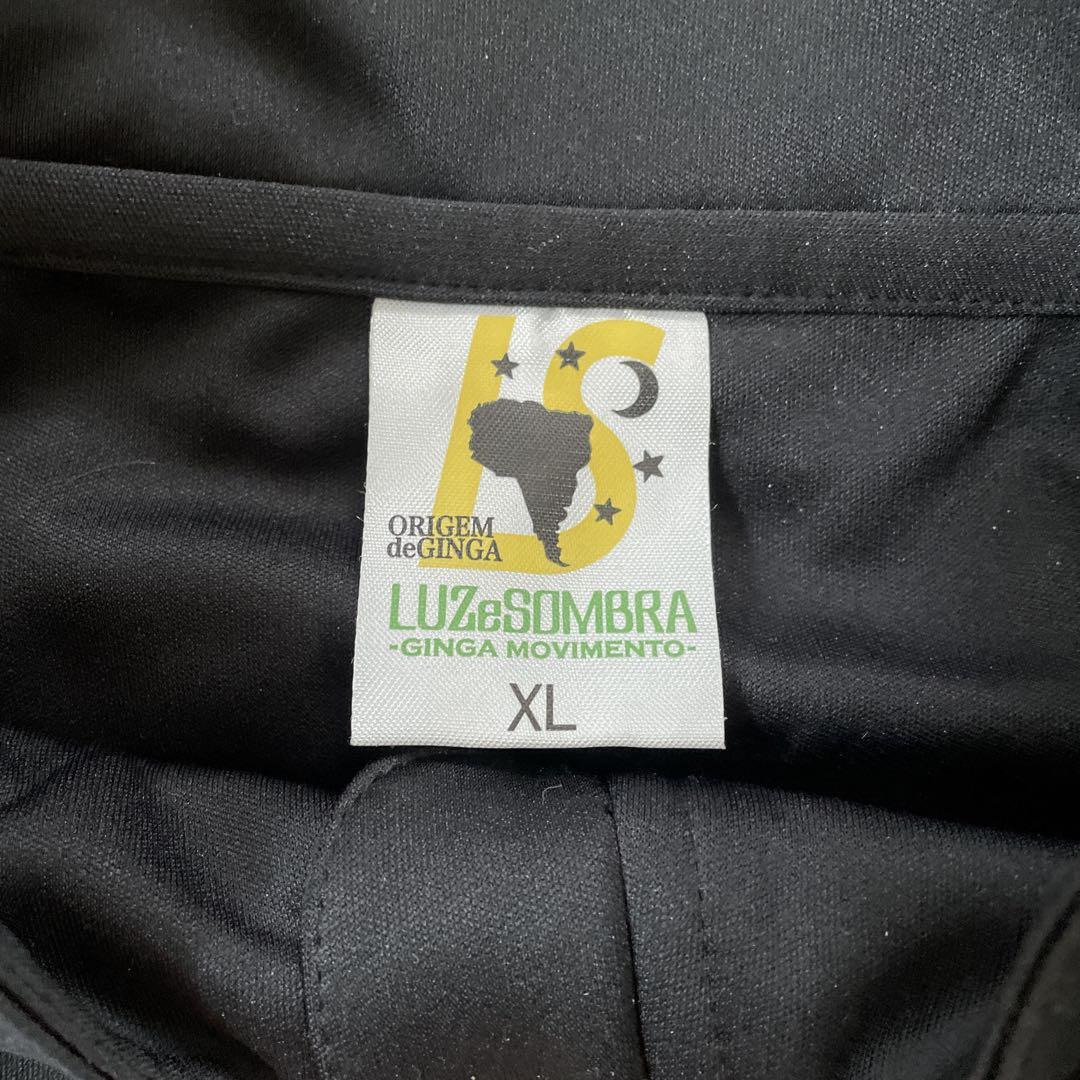 LS
ORIGEM
deGINGA
LUZeSOMBRA
-GINGA MOVIMENTO-
XL